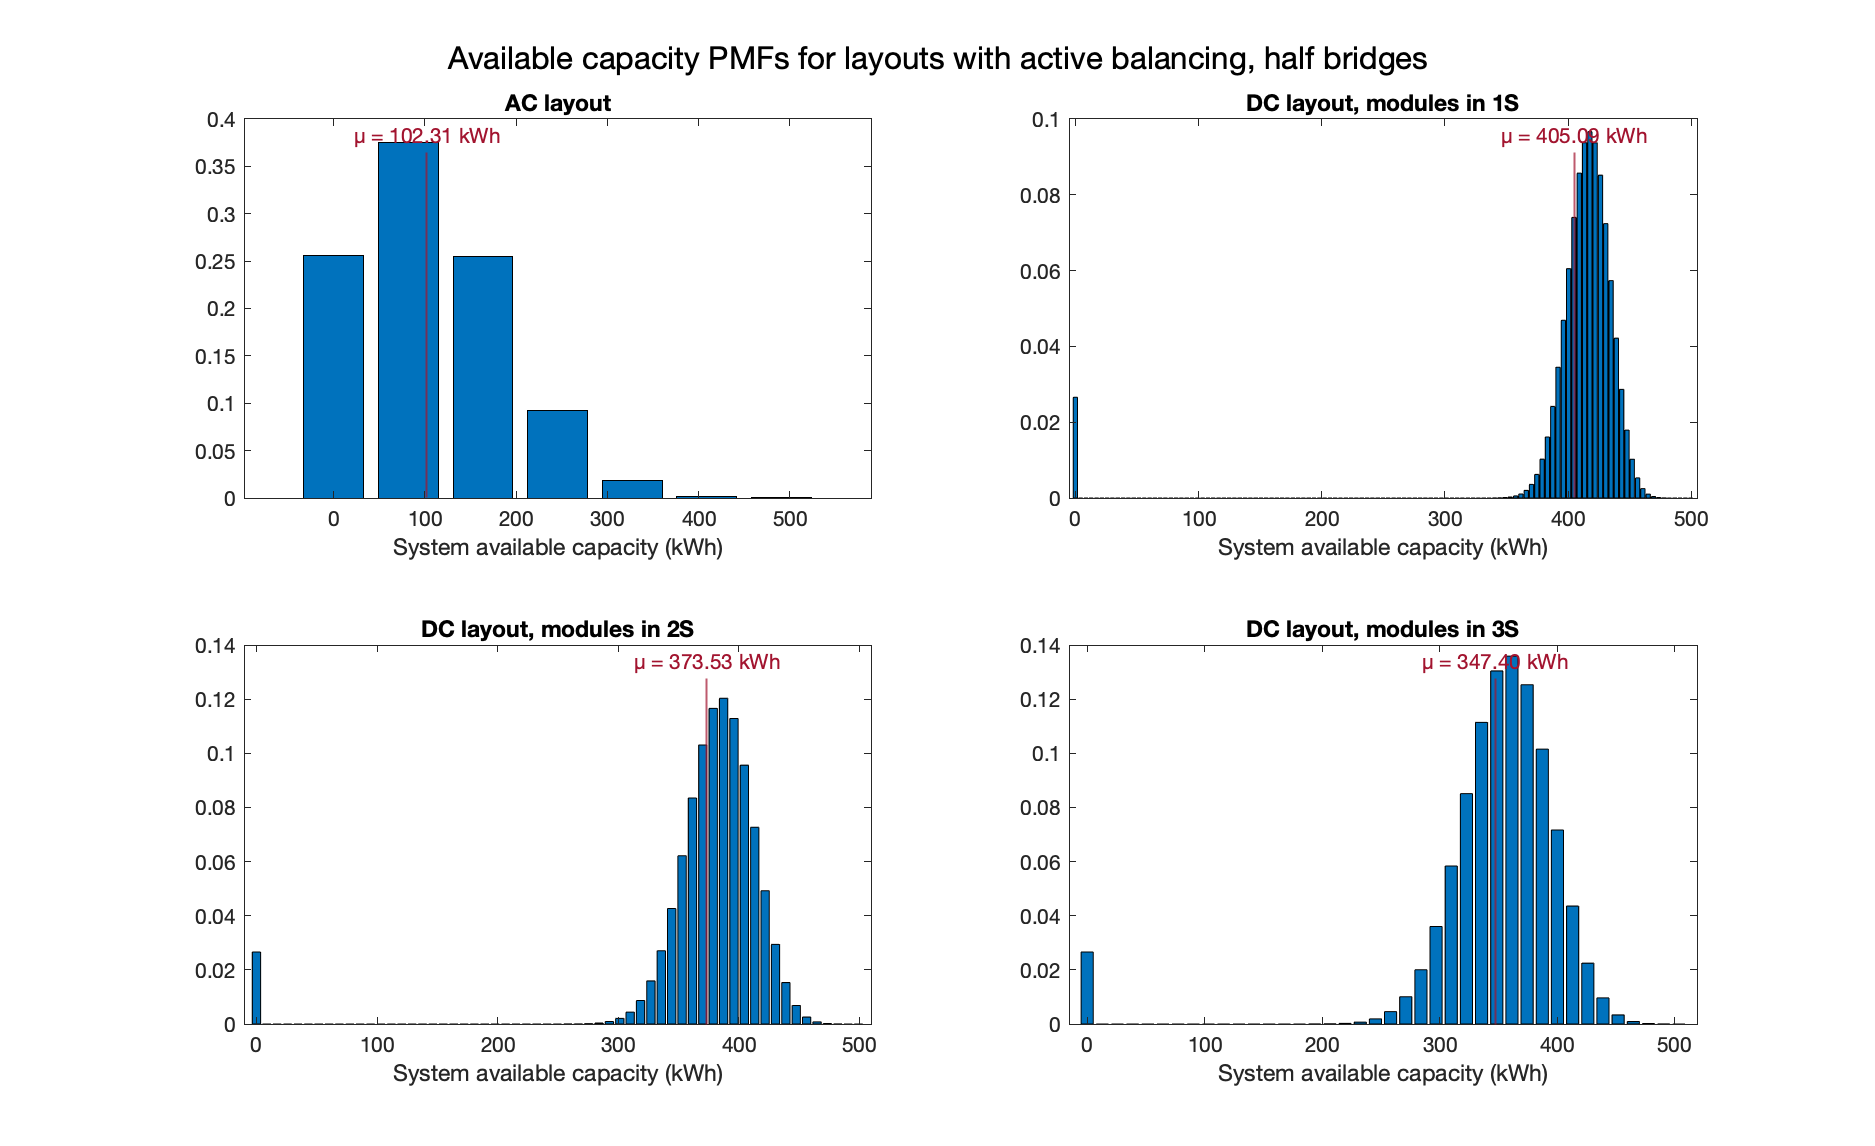 Available capacity PMFs for layouts with active balancing, half bridges
AC layout
μ = 102.31 kWh
0.4
0.35
0.3
0.25
0.2
0.15
0.1
0.05
0
0 100 200 300 400 500
System available capacity (kWh)
DC layout, modules in 1S
μ = 405.09 kWh
0.1
0.08
0.06
0.04
0.02
0
0 100 200 300 400 500
System available capacity (kWh)
DC layout, modules in 2S
μ = 373.53 kWh
0.14
0.12
0.1
0.08
0.06
0.04
0.02
0
0 100 200 300 400 500
System available capacity (kWh)
DC layout, modules in 3S
μ = 347.40 kWh
0.14
0.12
0.1
0.08
0.06
0.04
0.02
0
0 100 200 300 400 500
System available capacity (kWh)